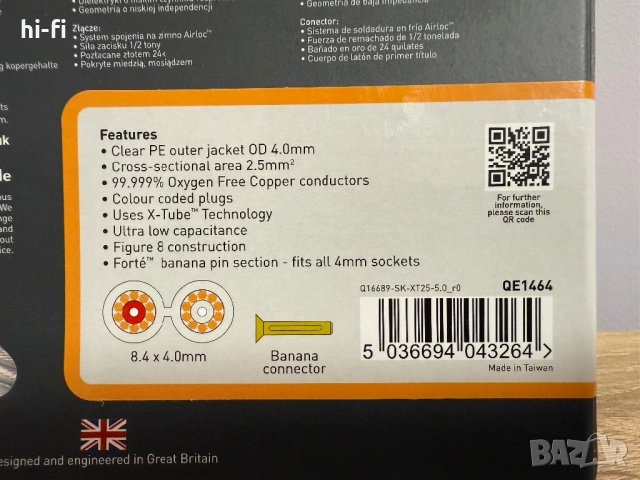 hi-fi
Geometría de baja impedancia
Geometria o niskiej independencji
Złącze:
• System spojenia na zimno Airloc™
• Siła zacisku 1/2 tony
• Pozłacane złotem 24k
• Pokryte miedzią, mosiądzem
Conector:
• Sistema de soldadura en frío Airloc™
• Fuerza de remachado de 1/2 tonelada
• Bañado en oro de 24 quilates
• Cuerpo de latón de primer título
kopergehalte
Features
• Clear PE outer jacket OD 4.0mm
• Cross-sectional area 2.5mm²
• 99.999% Oxygen Free Copper conductors
• Colour coded plugs
• Uses X-Tube™ Technology
• Ultra low capacitance
• Figure 8 construction
• Forté™ banana pin section - fits all 4mm sockets
For further
information,
please scan this
QR code
Q16689-SK-XT25-5.0_r0
QE1464
8.4 x 4.0mm
Banana
connector
5 036694 043264 >
Made in Taiwan
esigned and engineered in Great Britain
BAZAR